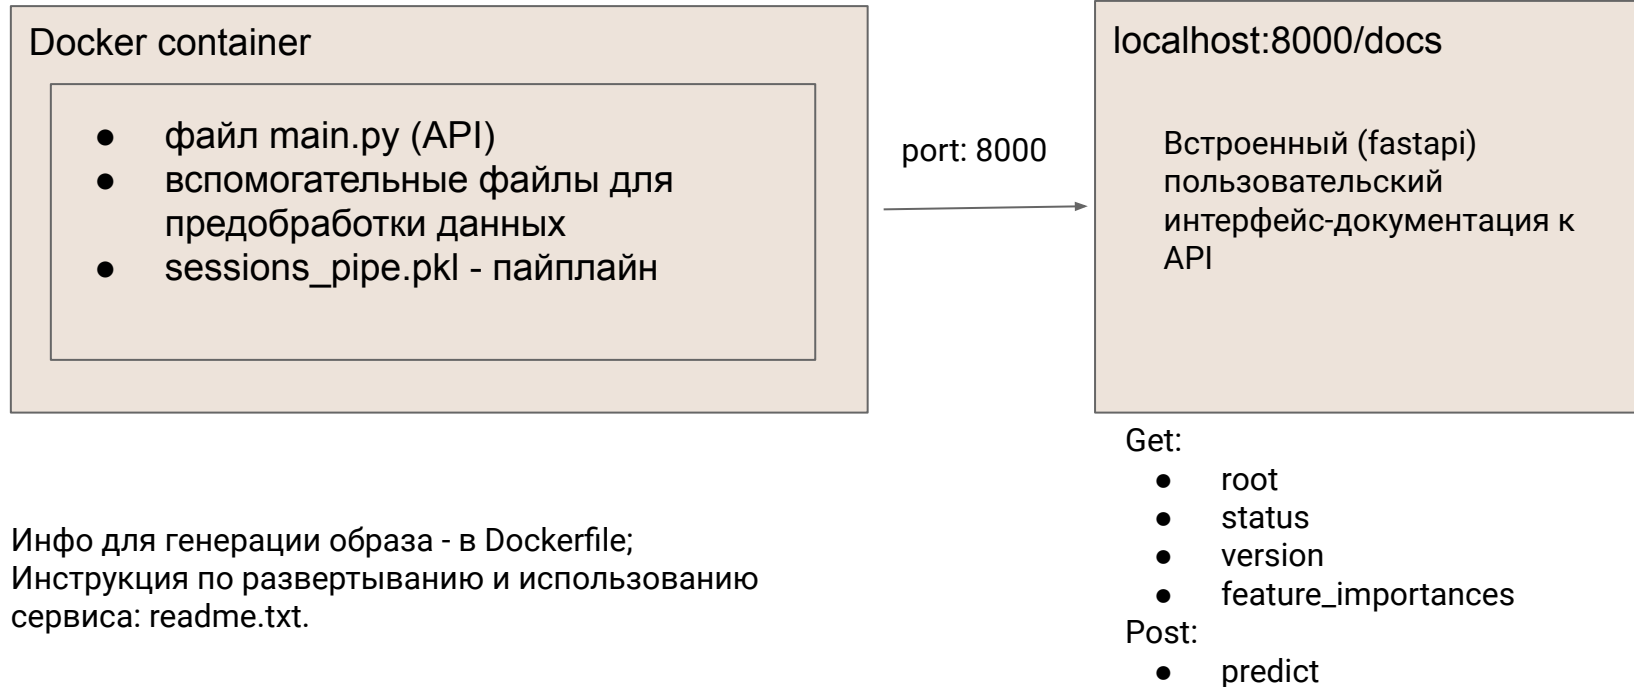 Docker container
● файл main.py (API)
● вспомогательные файлы для
предобработки данных
● sessions_pipe.pkl - пайплайн
port: 8000
localhost:8000/docs
Встроенный (fastapi)
пользовательский
интерфейс-документация к
API
Get:
● root
● status
● version
● feature_importances
Post:
● predict
Инфо для генерации образа - в Dockerfile;
Инструкция по развертыванию и использованию
сервиса: readme.txt.